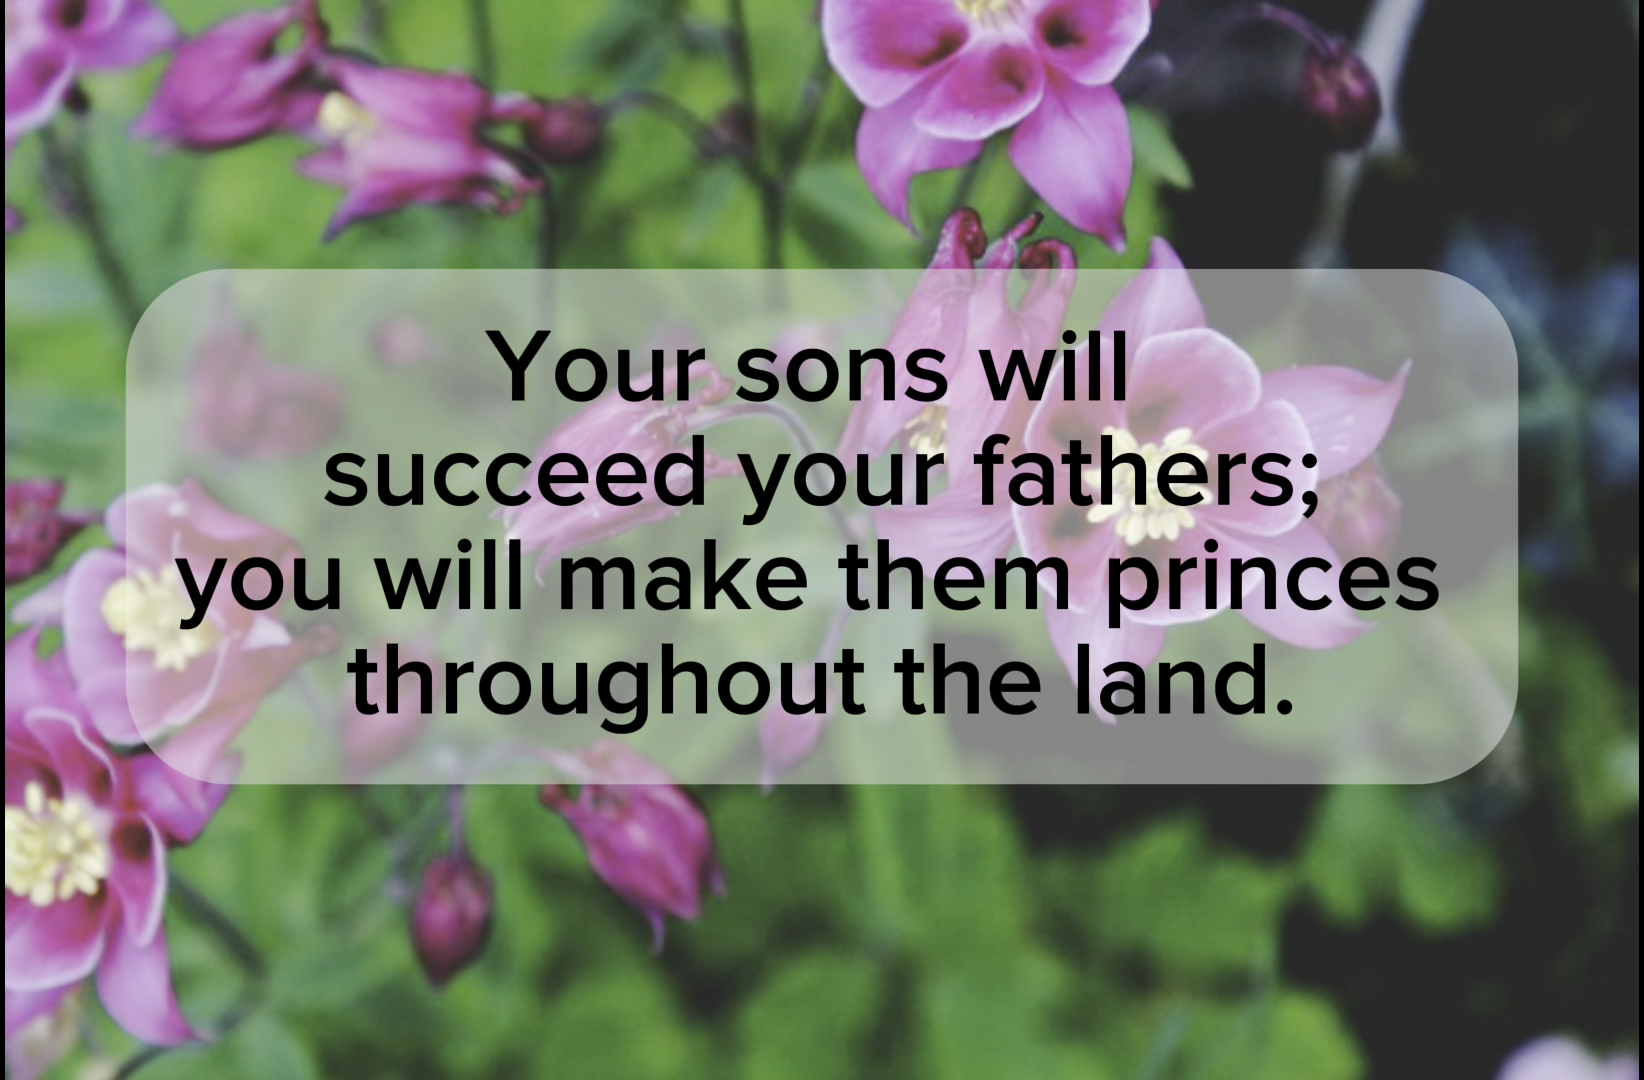 Your sons will
succeed your fathers;
you will make them princes
throughout the land.